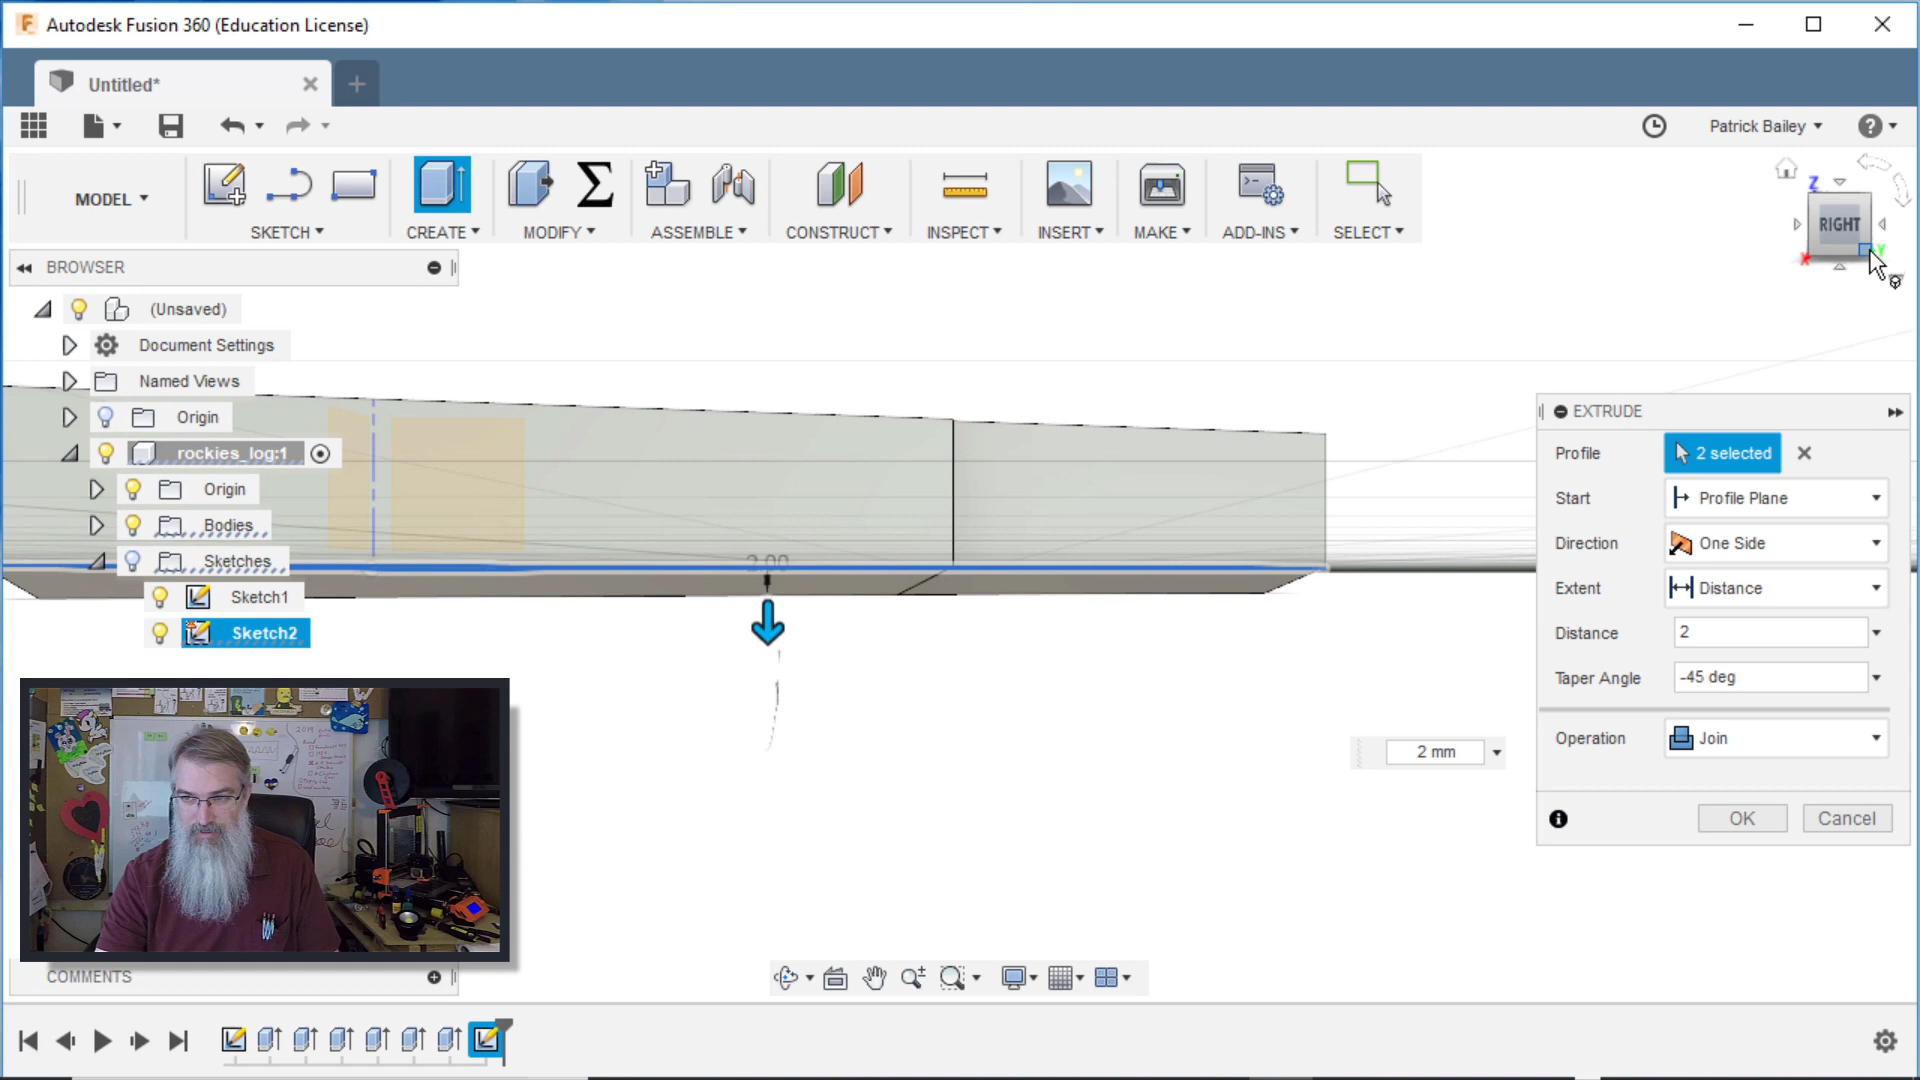 Autodesk Fusion 360 (Education License)
Untitled*
Patrick Bailey
MODEL
SKETCH
CREATE
MODIFY
ASSEMBLE
CONSTRUCT
INSPECT
INSERT
MAKE
ADD-INS
SELECT
Z
RIGHT
Y
X
BROWSER
(Unsaved)
Document Settings
Named Views
Origin
rockies_log:1
Origin
Bodies
Sketches
Sketch1
Sketch2
2.00
EXTRUDE
Profile 2 selected
Start Profile Plane
Direction One Side
Extent Distance
Distance 2
Taper Angle -45 deg
Operation Join
2 mm
OK Cancel
2019
COMMENTS